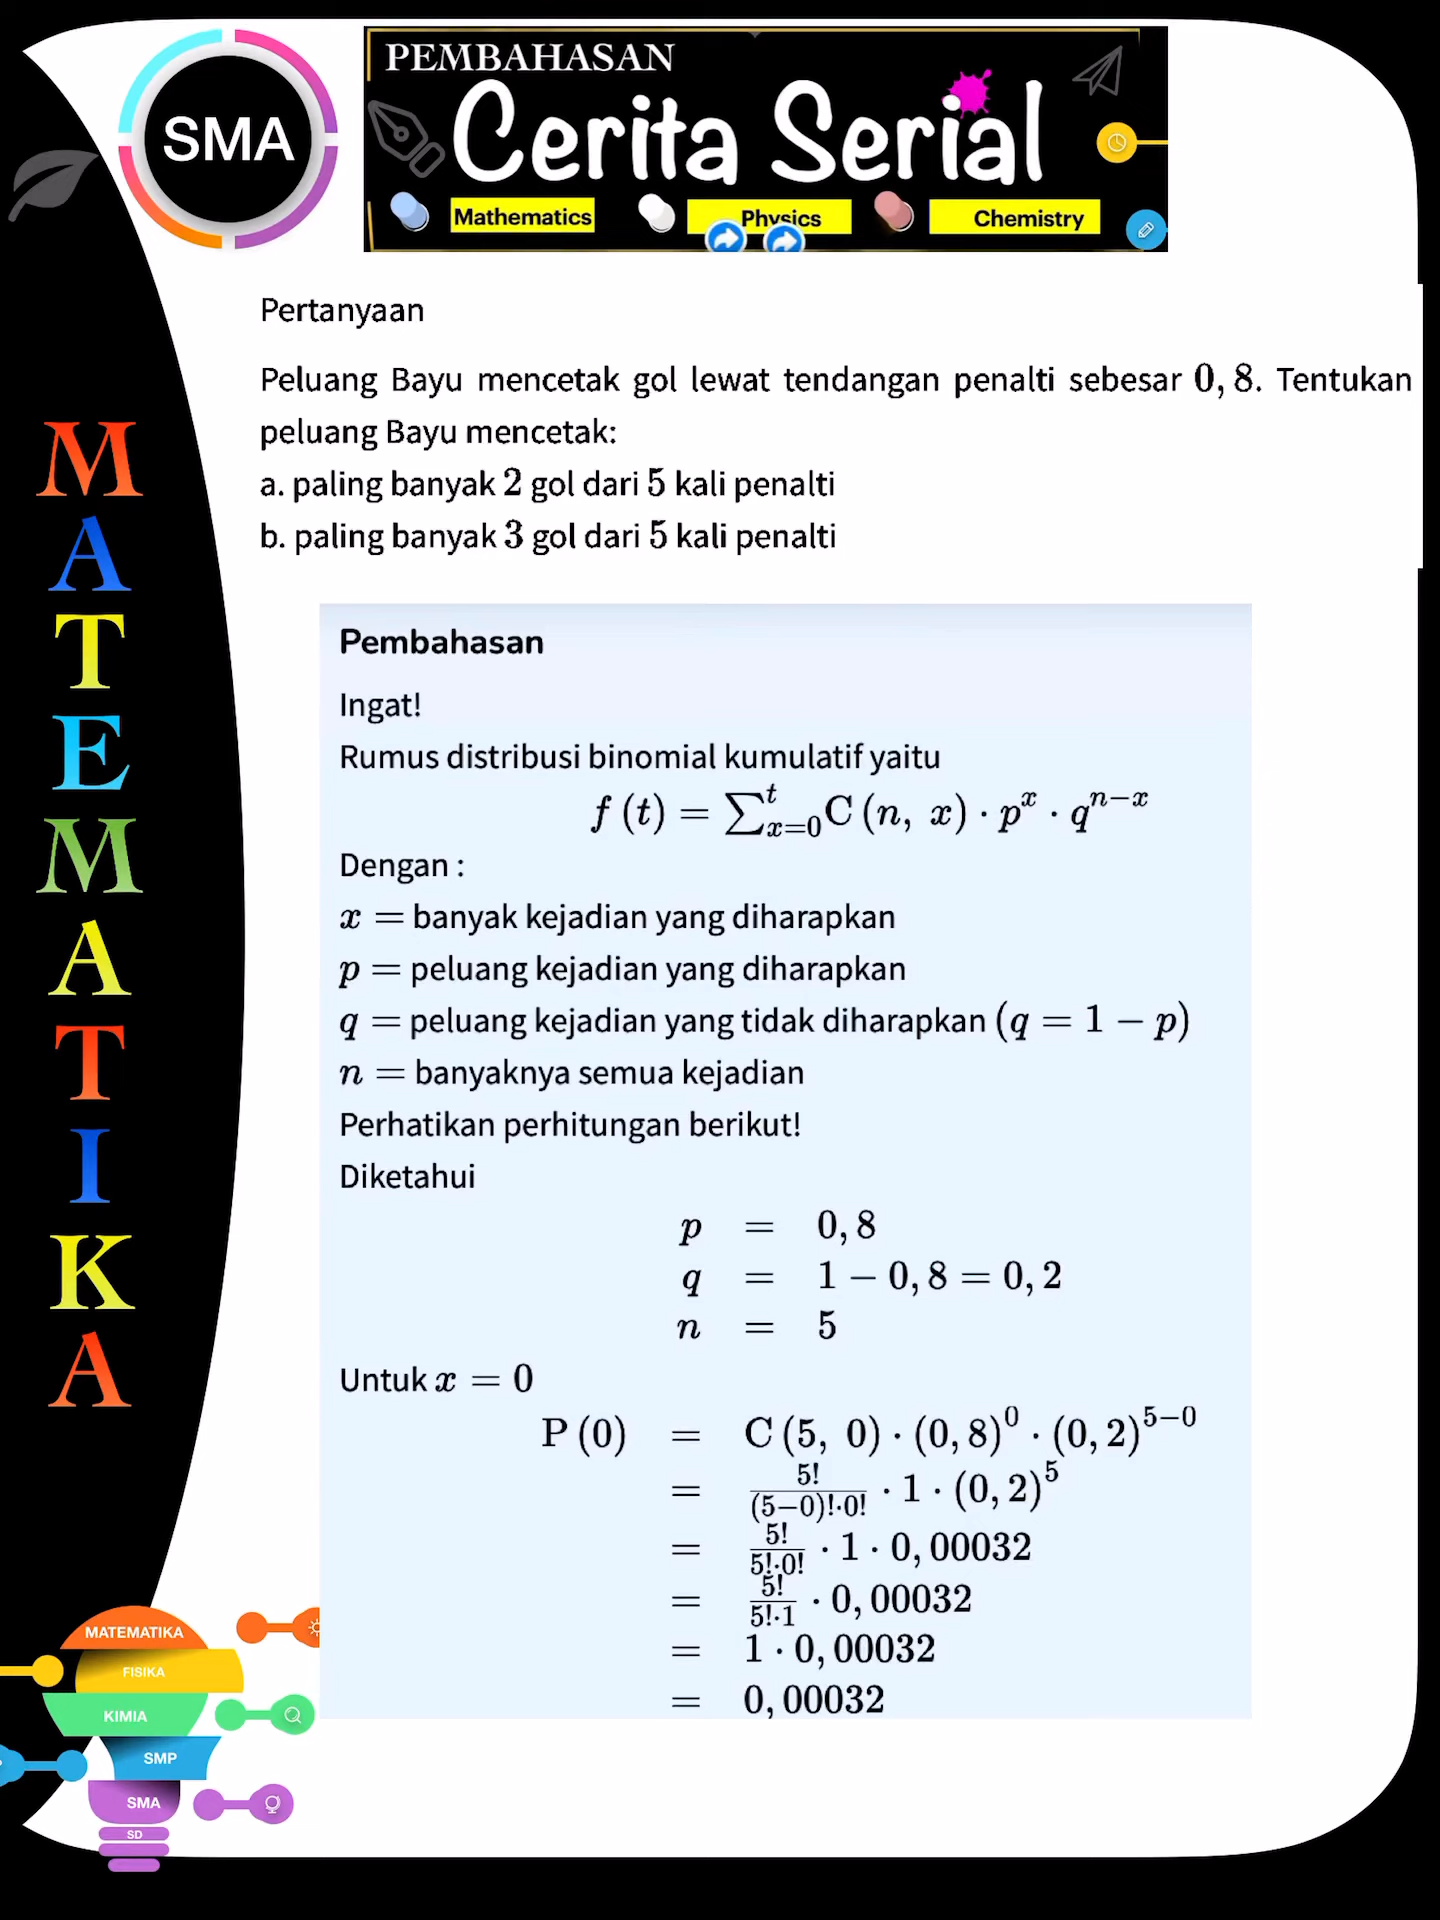 SMA
PEMBAHASAN
Cerita Serial
Mathematics
Physics
Chemistry
Pertanyaan
Peluang Bayu mencetak gol lewat tendangan penalti sebesar 0, 8. Tentukan
peluang Bayu mencetak:
a. paling banyak 2 gol dari 5 kali penalti
b. paling banyak 3 gol dari 5 kali penalti
MATEMATIKA
Pembahasan
Ingat!
Rumus distribusi binomial kumulatif yaitu
f (t) = ∑_{x=0}^{t} C (n, x) · p^x · q^{n−x}
Dengan :
x = banyak kejadian yang diharapkan
p = peluang kejadian yang diharapkan
q = peluang kejadian yang tidak diharapkan (q = 1 − p)
n = banyaknya semua kejadian
Perhatikan perhitungan berikut!
Diketahui
p = 0, 8
q = 1 − 0, 8 = 0, 2
n = 5
Untuk x = 0
P (0) = C (5, 0) · (0, 8)^0 · (0, 2)^{5−0}
= 5!/((5−0)!·0!) · 1 · (0, 2)^5
= 5!/(5!·0!) · 1 · 0, 00032
= 5!/(5!·1) · 0, 00032
= 1 · 0, 00032
= 0, 00032
MATEMATIKA
FISIKA
KIMIA
SMP
SMA
SD